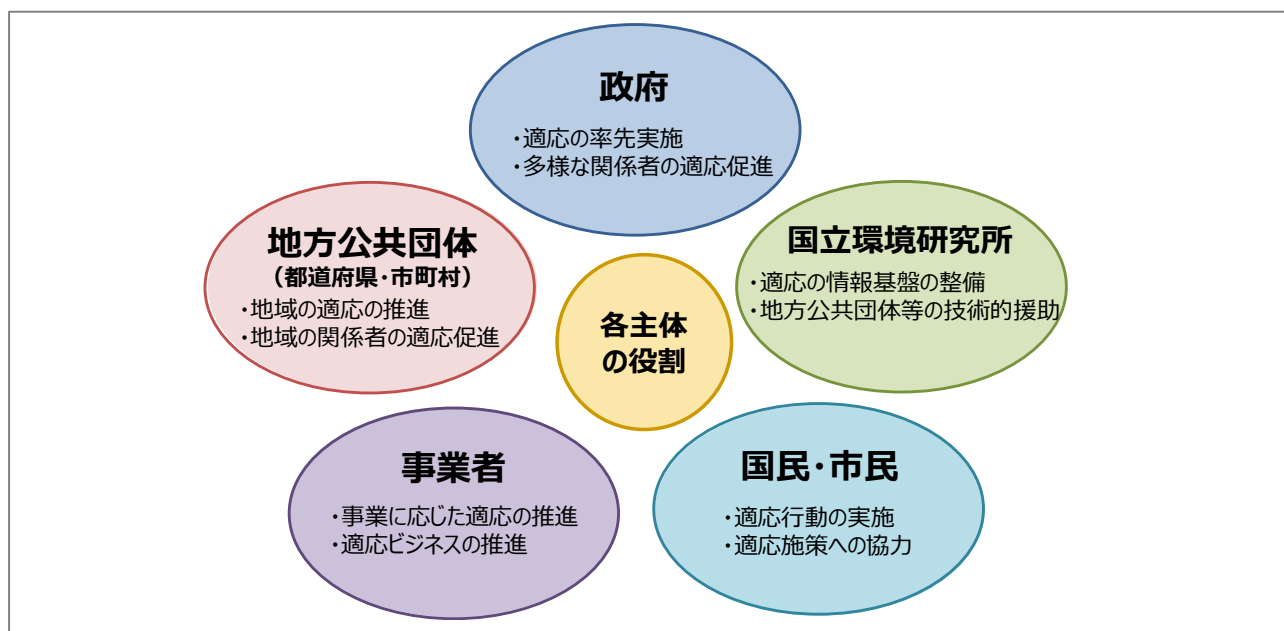 政府
・適応の率先実施
・多様な関係者の適応促進
地方公共団体
（都道府県・市町村）
・地域の適応の推進
・地域の関係者の適応促進
国立環境研究所
・適応の情報基盤の整備
・地方公共団体等の技術的援助
各主体
の役割
事業者
・事業に応じた適応の推進
・適応ビジネスの推進
国民・市民
・適応行動の実施
・適応施策への協力